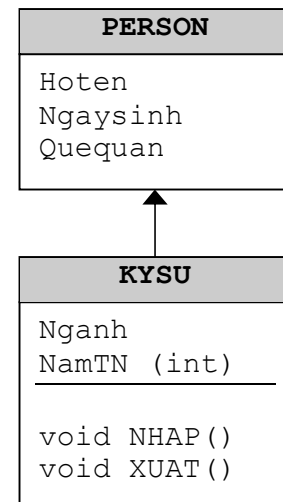 PERSON
Hoten
Ngaysinh
Quequan
KYSU
Nganh
NamTN (int)
void NHAP()
void XUAT()